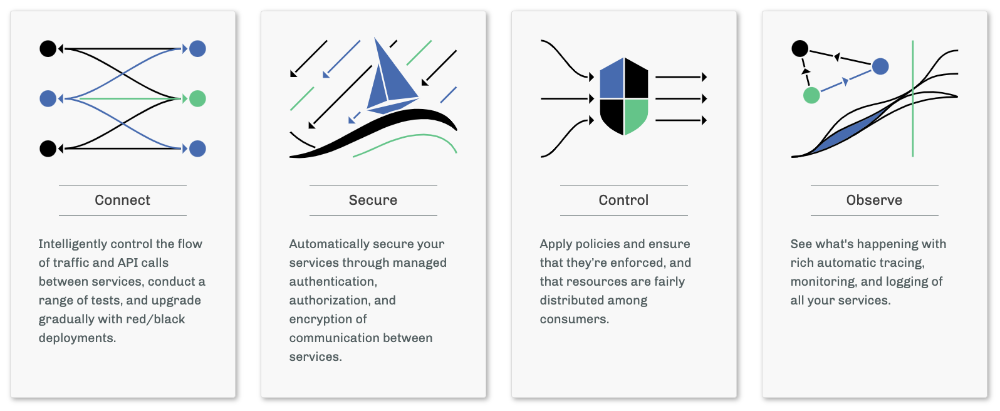 Connect
Intelligently control the flow
of traffic and API calls
between services, conduct a
range of tests, and upgrade
gradually with red/black
deployments.
Secure
Automatically secure your
services through managed
authentication,
authorization, and
encryption of
communication between
services.
Control
Apply policies and ensure
that they're enforced, and
that resources are fairly
distributed among
consumers.
Observe
See what's happening with
rich automatic tracing,
monitoring, and logging of
all your services.